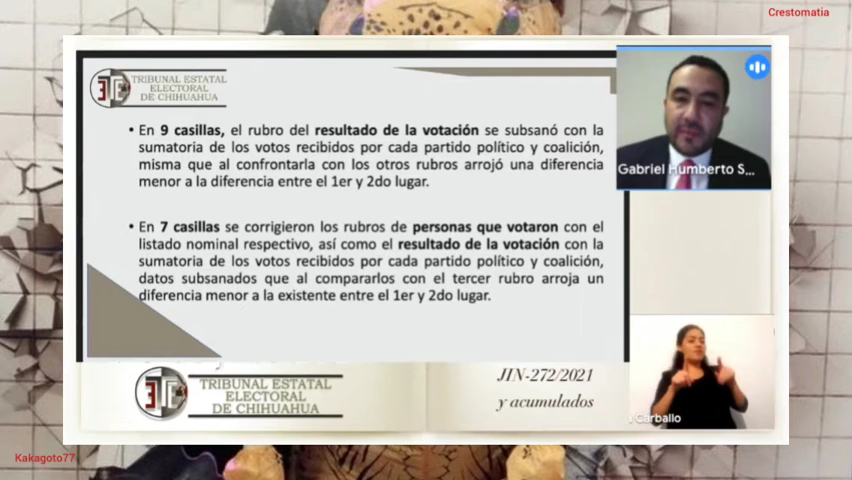 Crestomatia
TRIBUNAL ESTATAL
ELECTORAL
DE CHIHUAHUA
• En 9 casillas, el rubro del resultado de la votación se subsanó con la
sumatoria de los votos recibidos por cada partido político y coalición,
misma que al confrontarla con los otros rubros arrojó una diferencia
menor a la diferencia entre el 1er y 2do lugar.
• En 7 casillas se corrigieron los rubros de personas que votaron con el
listado nominal respectivo, así como el resultado de la votación con la
sumatoria de los votos recibidos por cada partido político y coalición,
datos subsanados que al compararlos con el tercer rubro arroja un
diferencia menor a la existente entre el 1er y 2do lugar.
Gabriel Humberto S...
TRIBUNAL ESTATAL
ELECTORAL
DE CHIHUAHUA
JIN-272/2021
y acumulados
Carballo
Kakagoto77